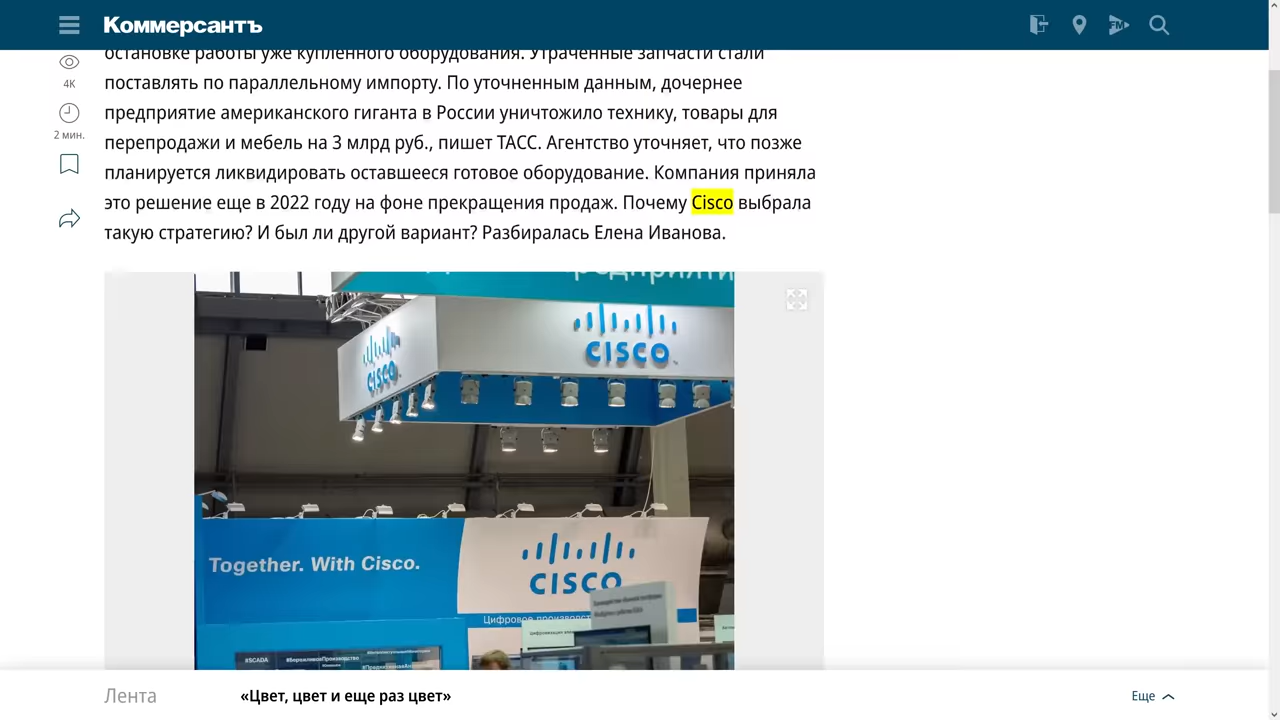 Коммерсантъ
FM
остановке работы уже купленного оборудования. Утраченные запчасти стали
4K
поставлять по параллельному импорту. По уточненным данным, дочернее
предприятие американского гиганта в России уничтожило технику, товары для
2 мин.
перепродажи и мебель на 3 млрд руб., пишет ТАСС. Агентство уточняет, что позже
планируется ликвидировать оставшееся готовое оборудование. Компания приняла
это решение еще в 2022 году на фоне прекращения продаж. Почему Cisco выбрала
такую стратегию? И был ли другой вариант? Разбиралась Елена Иванова.
CISCO
CISCO
Together. With Cisco.
CISCO
#SCADA
Лента
«Цвет, цвет и еще раз цвет»
Еще